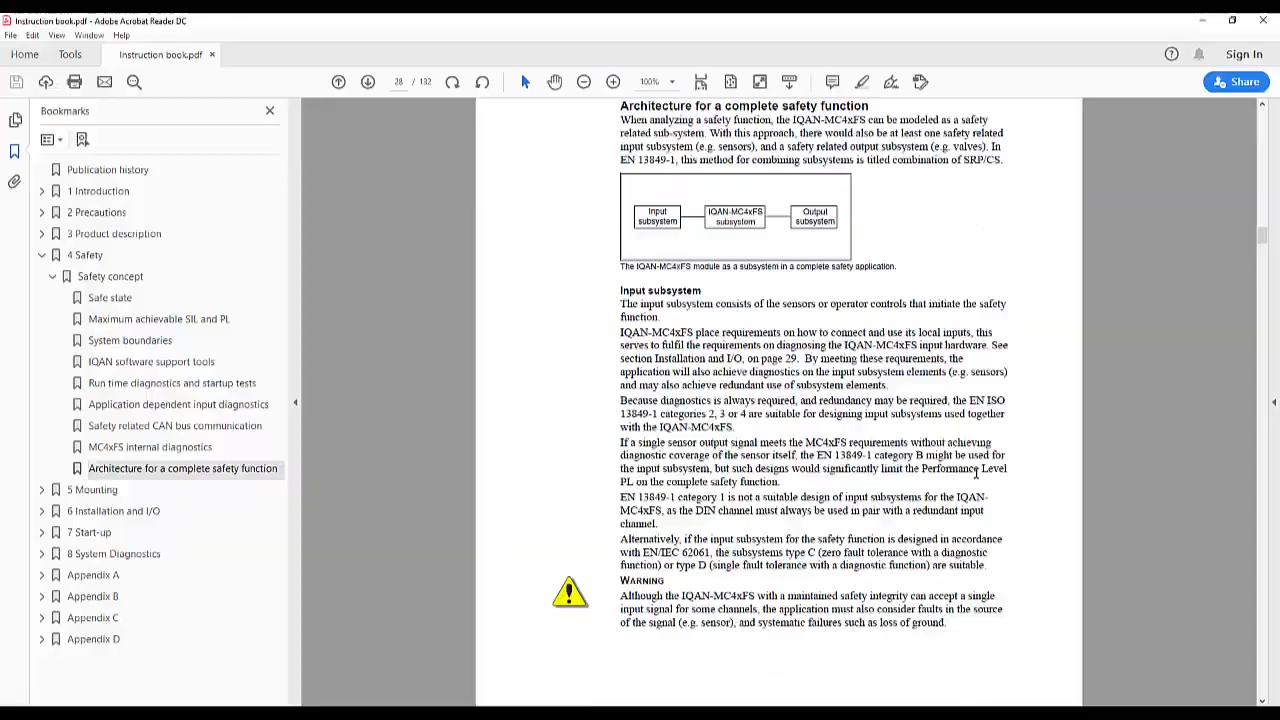 Instruction book.pdf - Adobe Acrobat Reader DC
File Edit View Window Help
Home Tools Instruction book.pdf × Sign In
28 / 132 100% Share
Bookmarks
Publication history
1 Introduction
2 Precautions
3 Product description
4 Safety
Safety concept
Safe state
Maximum achievable SIL and PL
System boundaries
IQAN software support tools
Run time diagnostics and startup tests
Application dependent input diagnostics
Safety related CAN bus communication
MC4xFS internal diagnostics
Architecture for a complete safety function
5 Mounting
6 Installation and I/O
7 Start-up
8 System Diagnostics
Appendix A
Appendix B
Appendix C
Appendix D
Architecture for a complete safety function
When analyzing a safety function, the IQAN-MC4xFS can be modeled as a safety
related sub-system. With this approach, there would also be at least one safety related
input subsystem (e.g. sensors), and a safety related output subsystem (e.g. valves). In
EN 13849-1, this method for combining subsystems is titled combination of SRP/CS.
Input
subsystem
IQAN-MC4xFS
subsystem
Output
subsystem
The IQAN-MC4xFS module as a subsystem in a complete safety application.
Input subsystem
The input subsystem consists of the sensors or operator controls that initiate the safety
function.
IQAN-MC4xFS place requirements on how to connect and use its local inputs, this
serves to fulfil the requirements on diagnosing the IQAN-MC4xFS input hardware. See
section Installation and I/O, on page 29. By meeting these requirements, the
application will also achieve diagnostics on the input subsystem elements (e.g. sensors)
and may also achieve redundant use of subsystem elements.
Because diagnostics is always required, and redundancy may be required, the EN ISO
13849-1 categories 2, 3 or 4 are suitable for designing input subsystems used together
with the IQAN-MC4xFS.
If a single sensor output signal meets the MC4xFS requirements without achieving
diagnostic coverage of the sensor itself, the EN 13849-1 category B might be used for
the input subsystem, but such designs would significantly limit the Performance Level
PL on the complete safety function.
EN 13849-1 category 1 is not a suitable design of input subsystems for the IQAN-
MC4xFS, as the DIN channel must always be used in pair with a redundant input
channel.
Alternatively, if the input subsystem for the safety function is designed in accordance
with EN/IEC 62061, the subsystems type C (zero fault tolerance with a diagnostic
function) or type D (single fault tolerance with a diagnostic function) are suitable.
WARNING
Although the IQAN-MC4xFS with a maintained safety integrity can accept a single
input signal for some channels, the application must also consider faults in the source
of the signal (e.g. sensor), and systematic failures such as loss of ground.